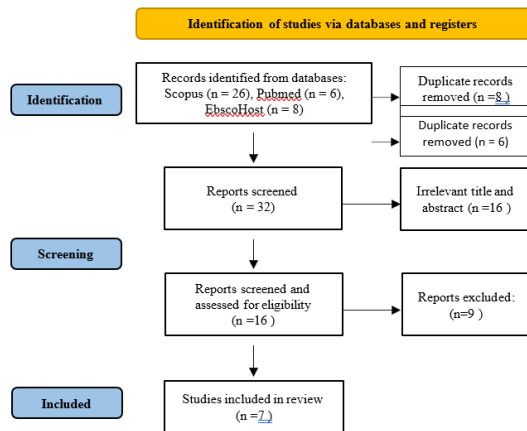 Identification of studies via databases and registers
Identification
Records identified from databases:
Scopus (n = 26), Pubmed (n = 6),
EbscoHost (n = 8)
Duplicate records
removed (n =8 )
Duplicate records
removed (n = 6)
Reports screened
(n = 32)
Irrelevant title and
abstract (n =16 )
Screening
Reports screened and
assessed for eligibility
(n =16 )
Reports excluded:
(n=9 )
Included
Studies included in review
(n =7 )